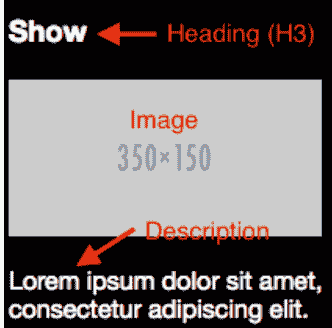 Show Heading (H3)
Image
350×150
Description
Lorem ipsum dolor sit amet,
consectetur adipiscing elit.